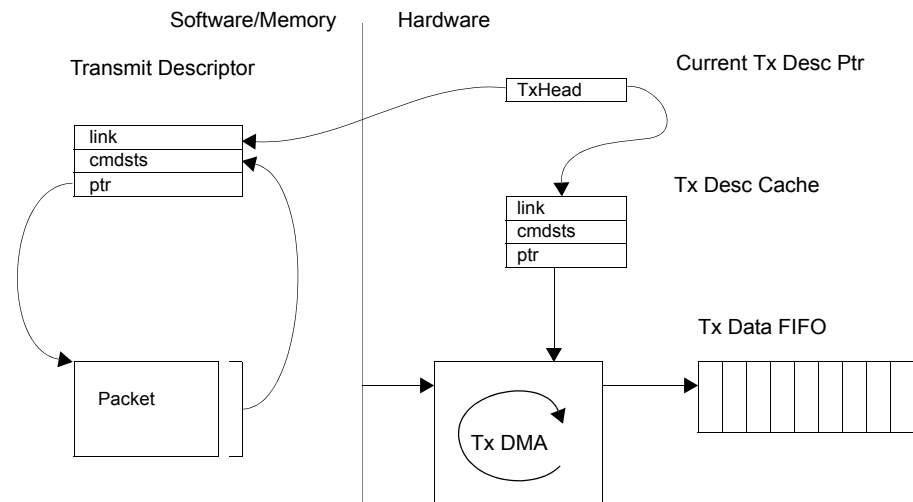 Software/Memory
Hardware
Transmit Descriptor
Current Tx Desc Ptr
TxHead
link
cmdsts
ptr
Tx Desc Cache
link
cmdsts
ptr
Tx Data FIFO
Packet
Tx DMA